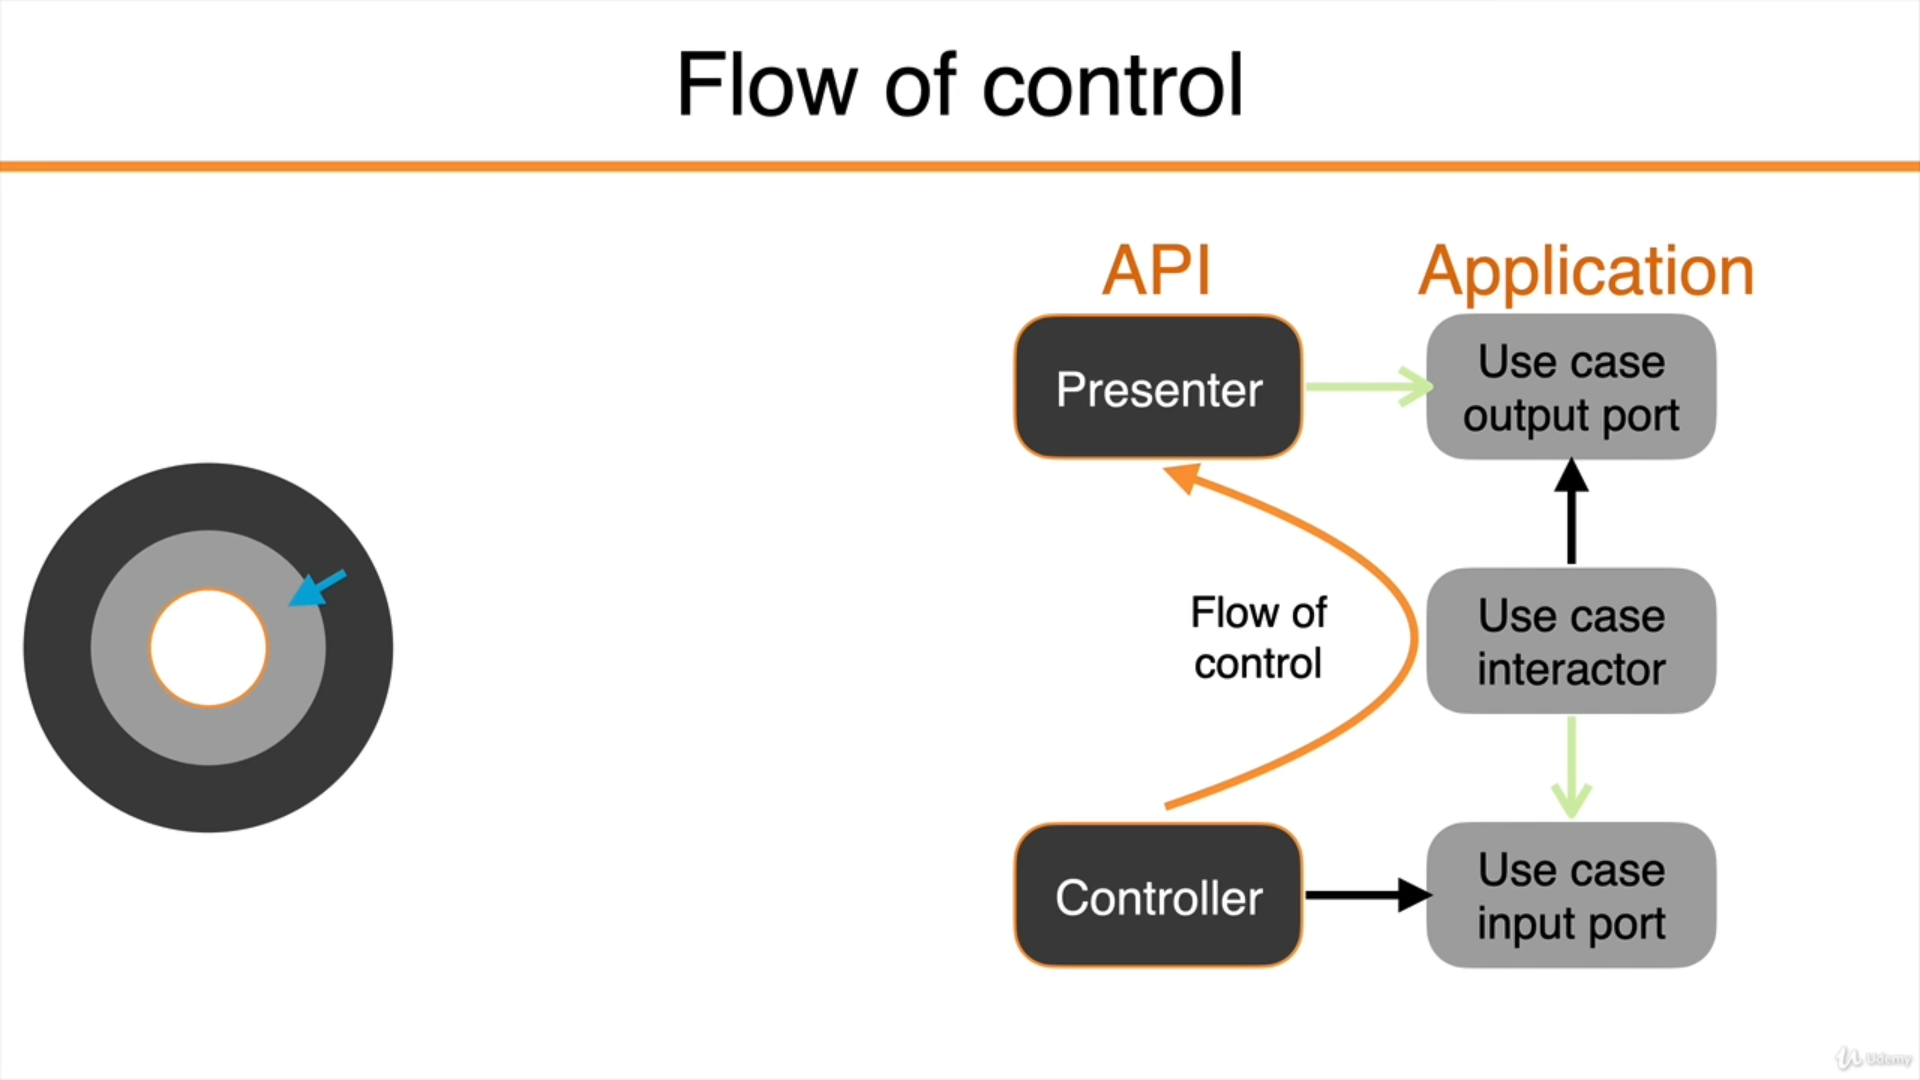 Flow of control
API
Application
Presenter
Use case
output port
Flow of
control
Use case
interactor
Controller
Use case
input port
Udemy